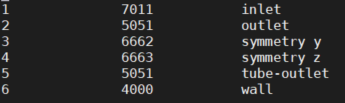 1 7011 inlet
2 5051 outlet
3 6662 symmetry y
4 6663 symmetry z
5 5051 tube-outlet
6 4000 wall